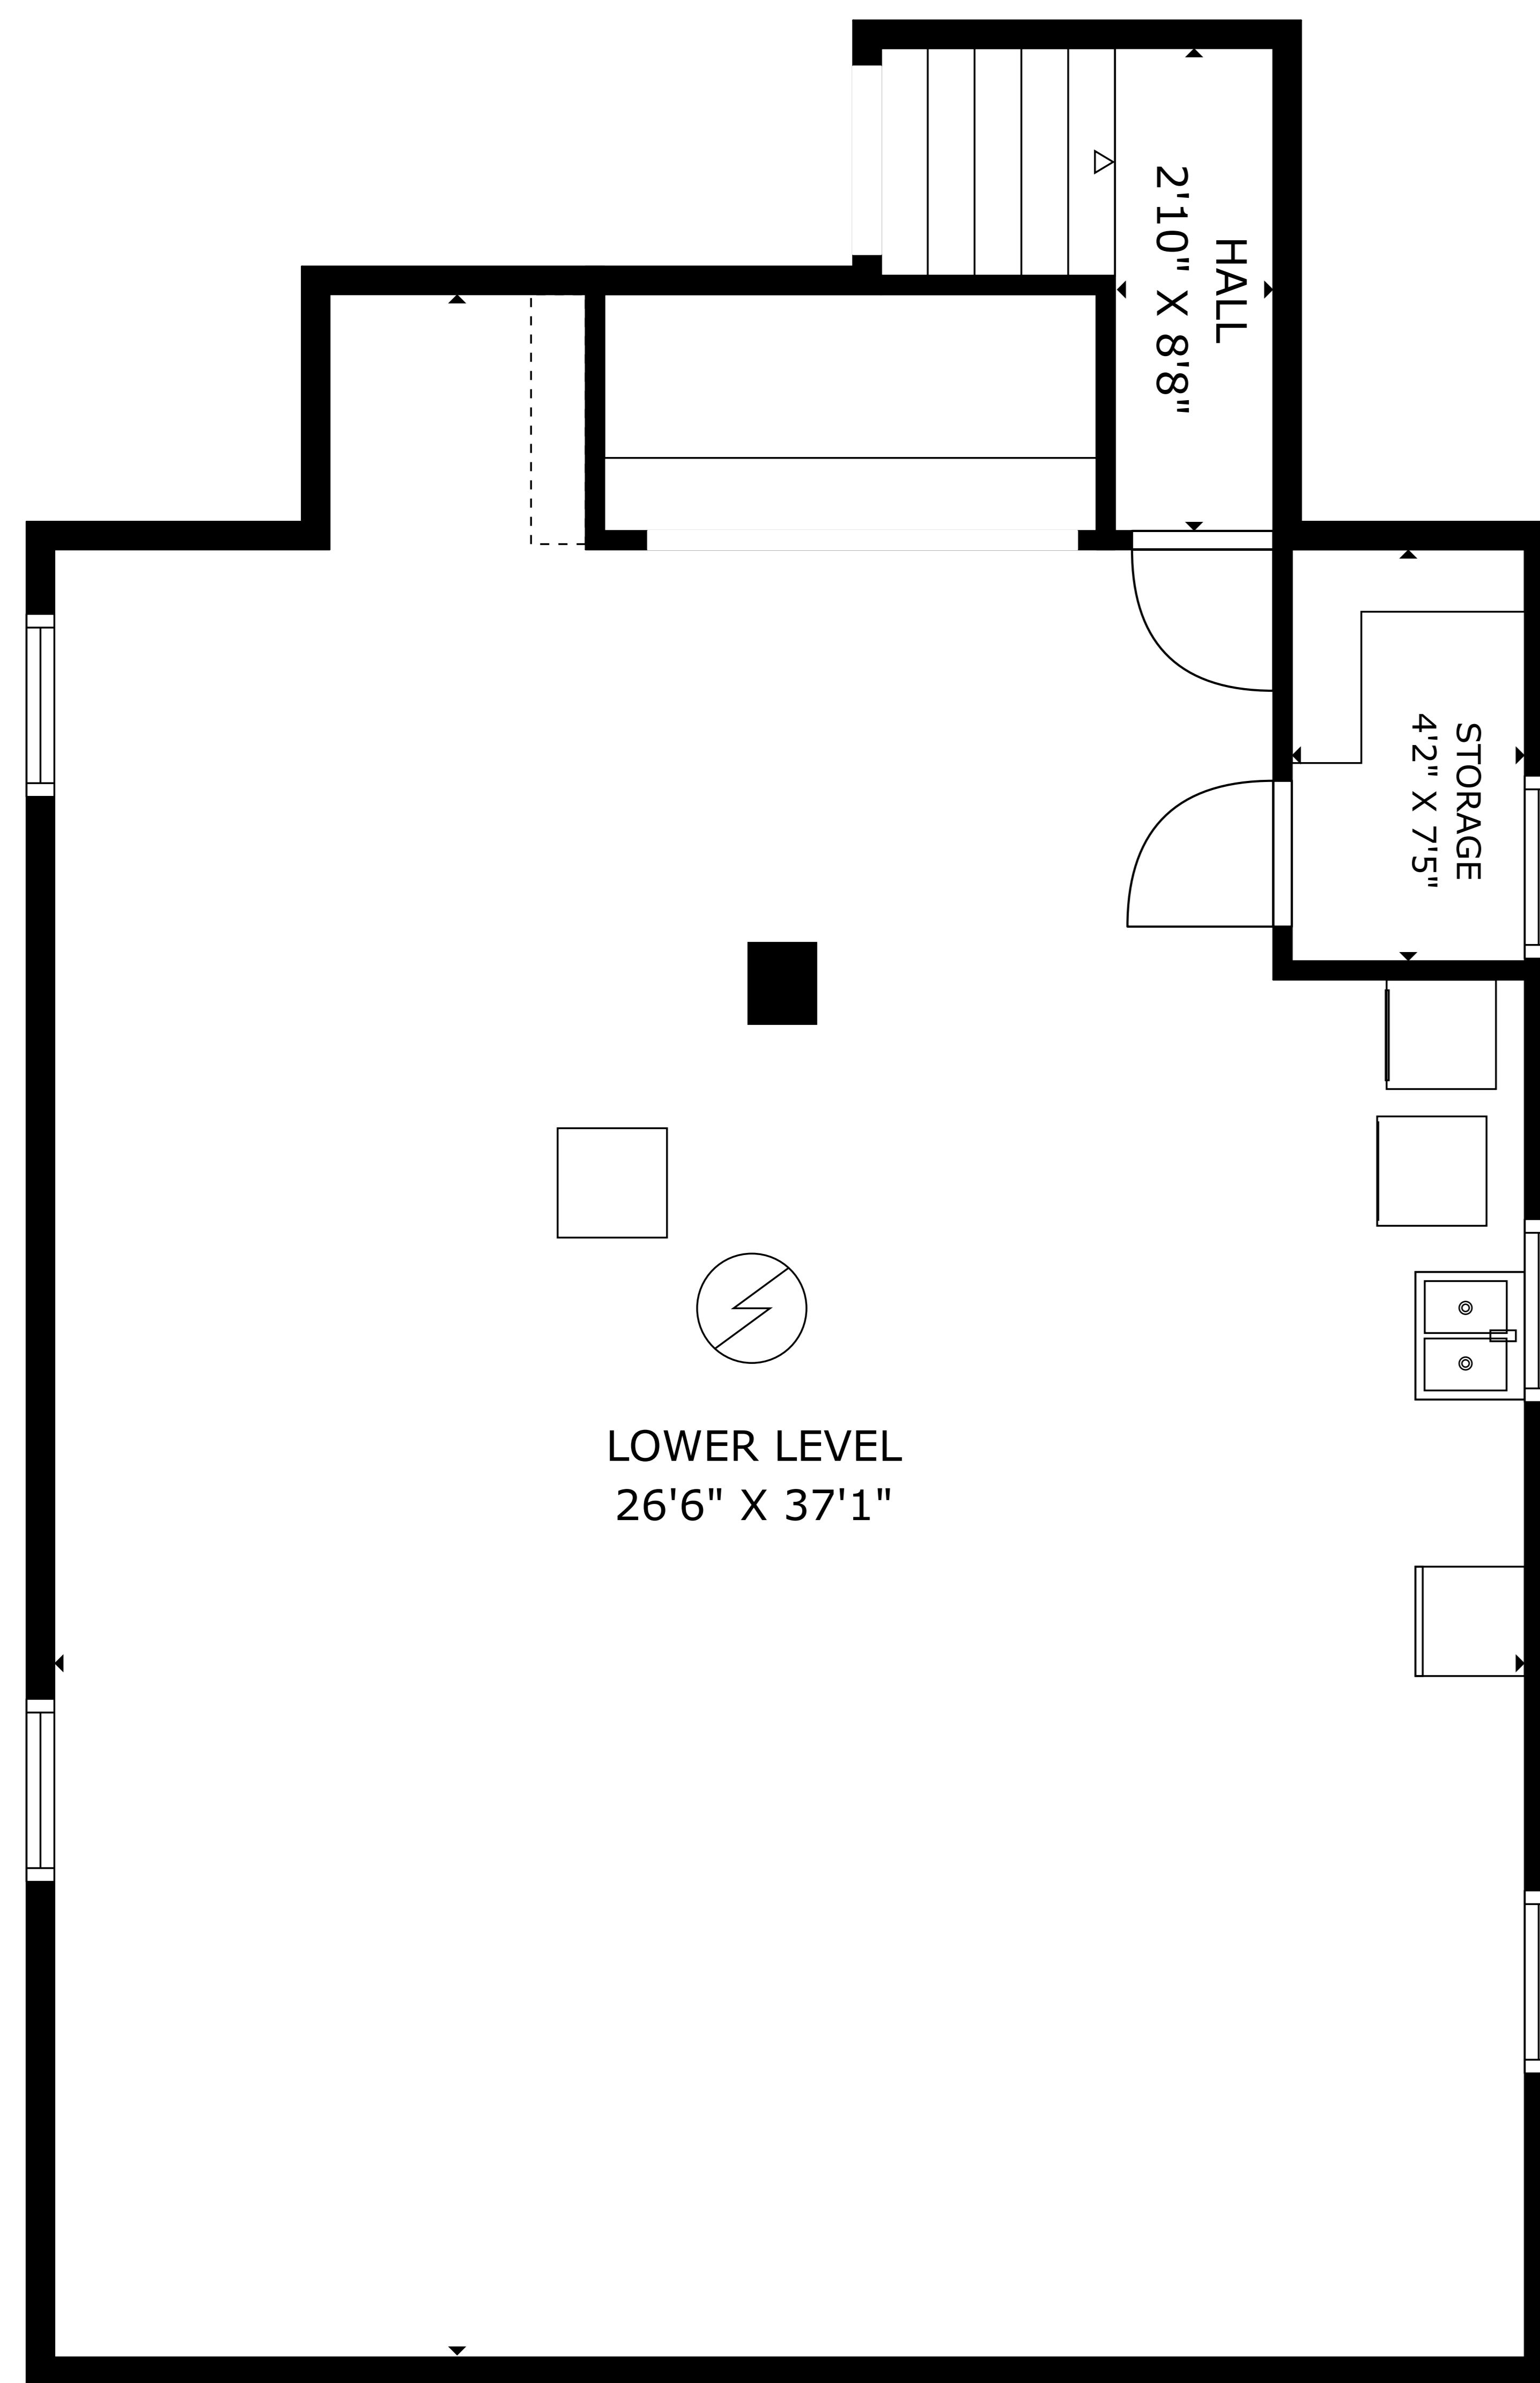 HALL
2'10" X 8'8"
STORAGE
4'2" X 7'5"
LOWER LEVEL
26'6" X 37'1"